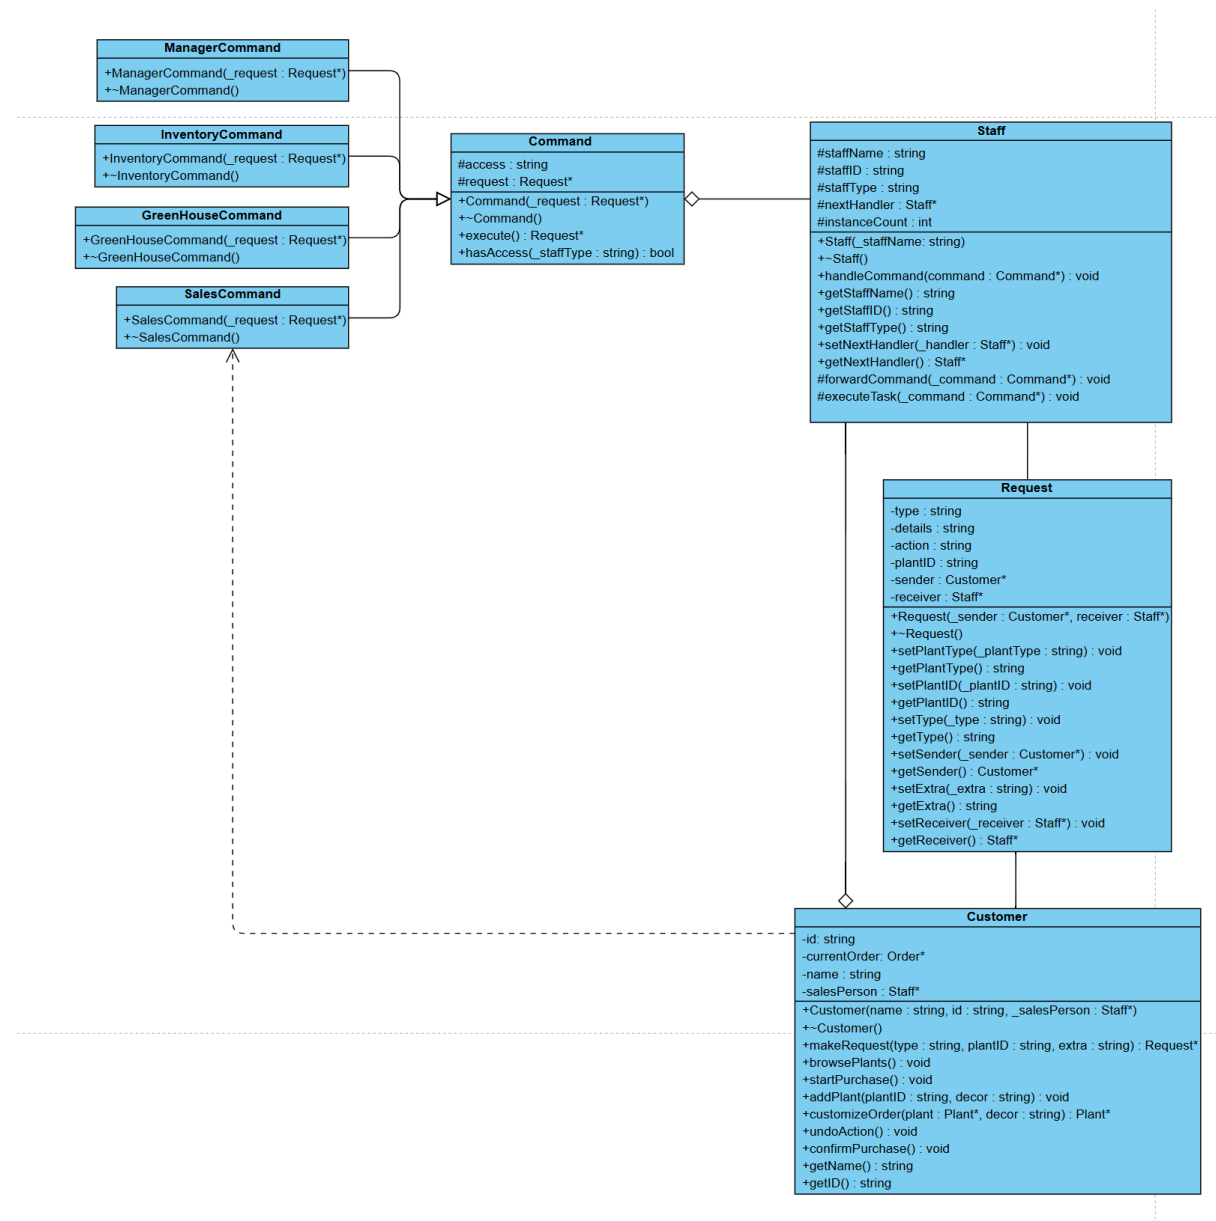 ManagerCommand
+ManagerCommand(_request : Request*)
+~ManagerCommand()
InventoryCommand
+InventoryCommand(_request : Request*)
+~InventoryCommand()
GreenHouseCommand
+GreenHouseCommand(_request : Request*)
+~GreenHouseCommand()
SalesCommand
+SalesCommand(_request : Request*)
+~SalesCommand()
Command
#access : string
#request : Request*
+Command(_request : Request*)
+~Command()
+execute() : Request*
+hasAccess(_staffType : string) : bool
Staff
#staffName : string
#staffID : string
#staffType : string
#nextHandler : Staff*
#instanceCount : int
+Staff(_staffName: string)
+~Staff()
+handleCommand(command : Command*) : void
+getStaffName() : string
+getStaffID() : string
+getStaffType() : string
+setNextHandler(_handler : Staff*) : void
+getNextHandler() : Staff*
#forwardCommand(_command : Command*) : void
#executeTask(_command : Command*) : void
Request
-type : string
-details : string
-action : string
-plantID : string
-sender : Customer*
-receiver : Staff*
+Request(_sender : Customer*, receiver : Staff*)
+~Request()
+setPlantType(_plantType : string) : void
+getPlantType() : string
+setPlantID(_plantID : string) : void
+getPlantID() : string
+setType(_type : string) : void
+getType() : string
+setSender(_sender : Customer*) : void
+getSender() : Customer*
+setExtra(_extra : string) : void
+getExtra() : string
+setReceiver(_receiver : Staff*) : void
+getReceiver() : Staff*
Customer
-id: string
-currentOrder: Order*
-name : string
-salesPerson : Staff*
+Customer(name : string, id : string, _salesPerson : Staff*)
+~Customer()
+makeRequest(type : string, plantID : string, extra : string) : Request*
+browsePlants() : void
+startPurchase() : void
+addPlant(plantID : string, decor : string) : void
+customizeOrder(plant : Plant*, decor : string) : Plant*
+undoAction() : void
+confirmPurchase() : void
+getName() : string
+getID() : string